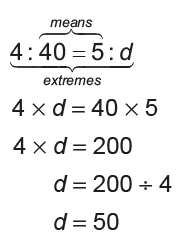 means
4 : 40 = 5 : d
extremes
4 × d = 40 × 5
4 × d = 200
d = 200 ÷ 4
d = 50